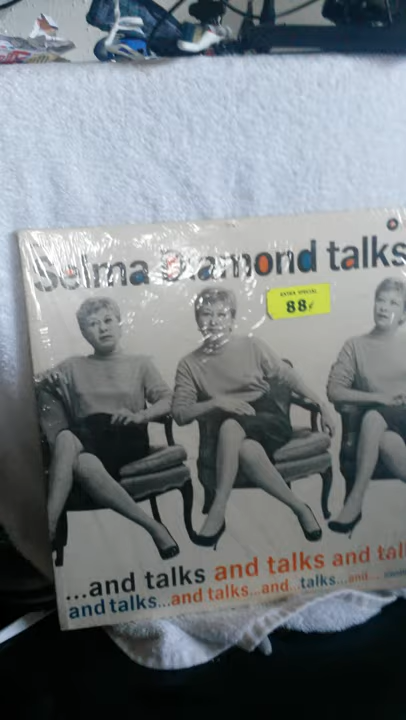 Selma Diamond talks
EXTRA SPECIAL
88¢
...and talks and talks and tal
and talks...and talks...and...talks...and....